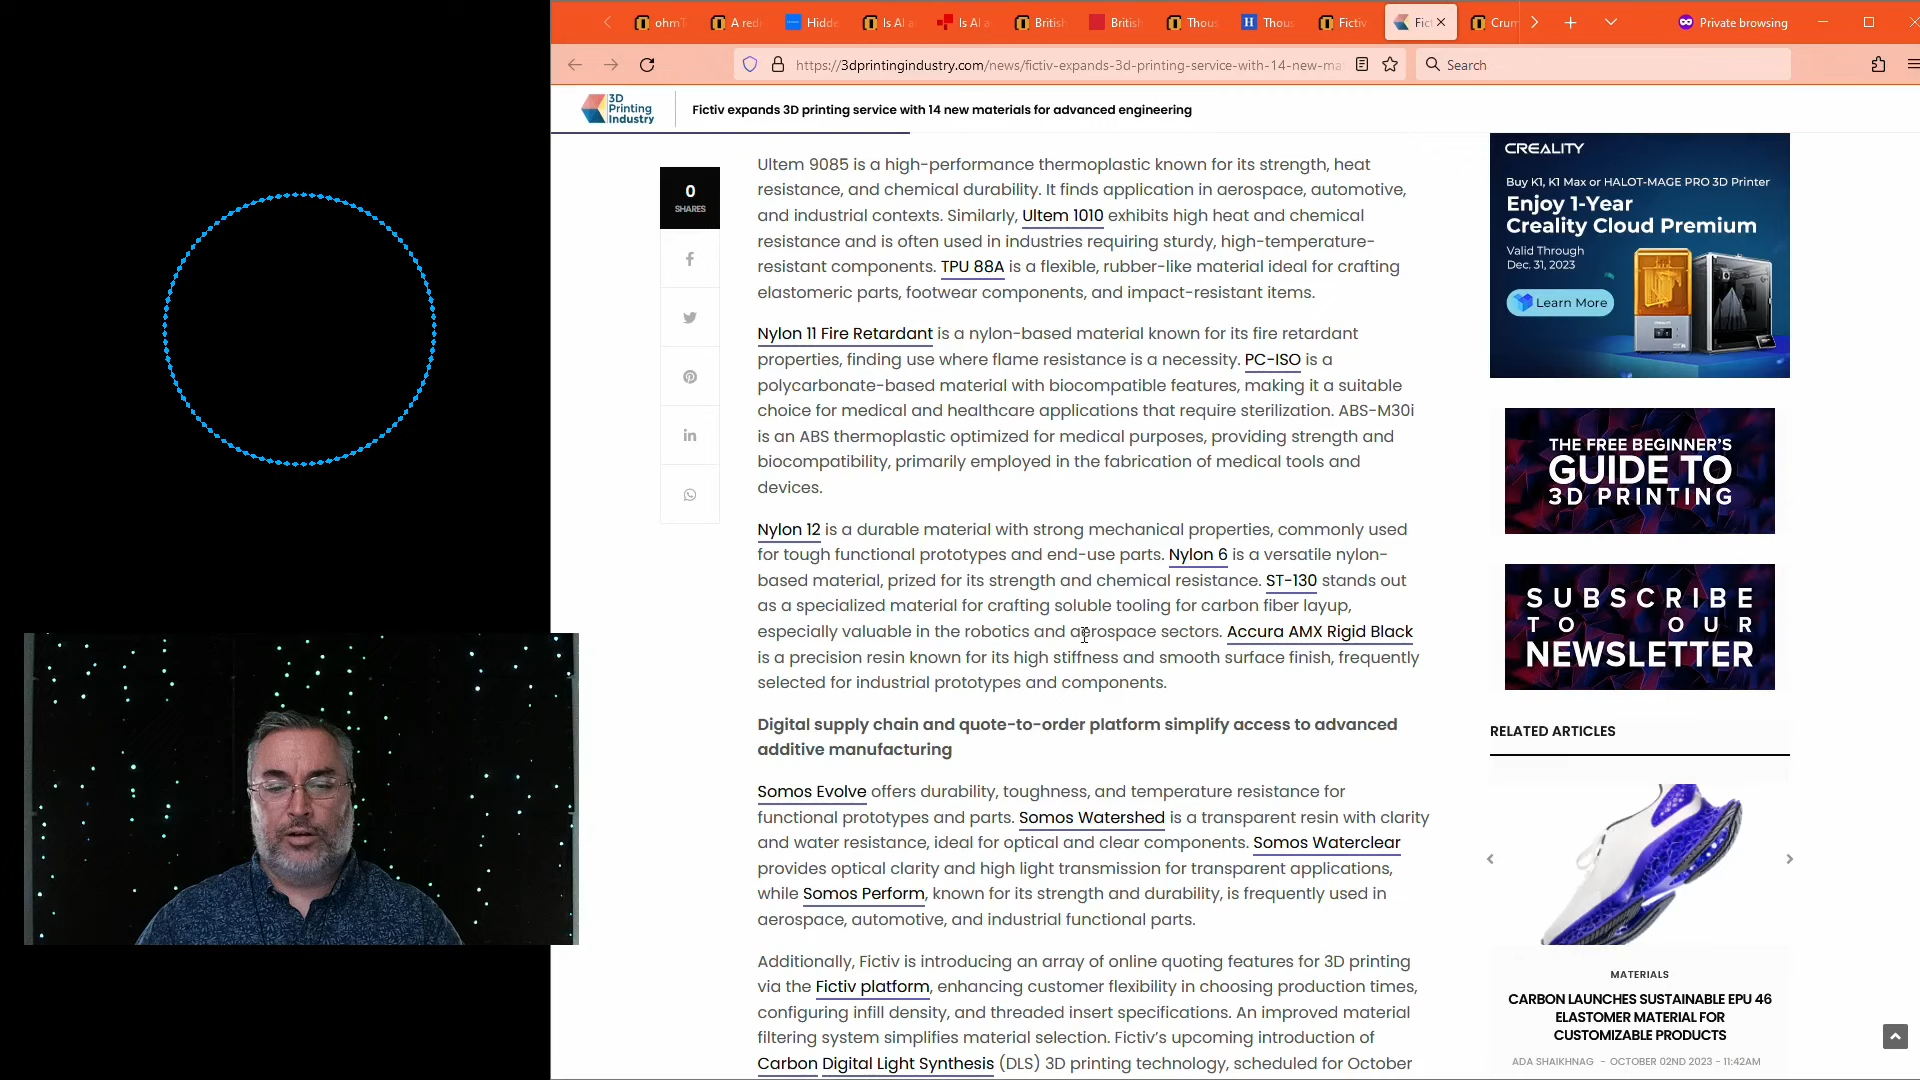 ohmT
A red
Hidde
Is AI a
Is AI a
British
British
Thous
Thous
Fictiv
Fic
Crum
Private browsing
https://3dprintingindustry.com/news/fictiv-expands-3d-printing-service-with-14-new-ma
Search
3D Printing Industry
Fictiv expands 3D printing service with 14 new materials for advanced engineering
0
SHARES
Ultem 9085 is a high-performance thermoplastic known for its strength, heat
resistance, and chemical durability. It finds application in aerospace, automotive,
and industrial contexts. Similarly, Ultem 1010 exhibits high heat and chemical
resistance and is often used in industries requiring sturdy, high-temperature-
resistant components. TPU 88A is a flexible, rubber-like material ideal for crafting
elastomeric parts, footwear components, and impact-resistant items.
Nylon 11 Fire Retardant is a nylon-based material known for its fire retardant
properties, finding use where flame resistance is a necessity. PC-ISO is a
polycarbonate-based material with biocompatible features, making it a suitable
choice for medical and healthcare applications that require sterilization. ABS-M30i
is an ABS thermoplastic optimized for medical purposes, providing strength and
biocompatibility, primarily employed in the fabrication of medical tools and
devices.
Nylon 12 is a durable material with strong mechanical properties, commonly used
for tough functional prototypes and end-use parts. Nylon 6 is a versatile nylon-
based material, prized for its strength and chemical resistance. ST-130 stands out
as a specialized material for crafting soluble tooling for carbon fiber layup,
especially valuable in the robotics and aerospace sectors. Accura AMX Rigid Black
is a precision resin known for its high stiffness and smooth surface finish, frequently
selected for industrial prototypes and components.
Digital supply chain and quote-to-order platform simplify access to advanced
additive manufacturing
Somos Evolve offers durability, toughness, and temperature resistance for
functional prototypes and parts. Somos Watershed is a transparent resin with clarity
and water resistance, ideal for optical and clear components. Somos Waterclear
provides optical clarity and high light transmission for transparent applications,
while Somos Perform, known for its strength and durability, is frequently used in
aerospace, automotive, and industrial functional parts.
Additionally, Fictiv is introducing an array of online quoting features for 3D printing
via the Fictiv platform, enhancing customer flexibility in choosing production times,
configuring infill density, and threaded insert specifications. An improved material
filtering system simplifies material selection. Fictiv's upcoming introduction of
Carbon Digital Light Synthesis (DLS) 3D printing technology, scheduled for October
CREALITY
Buy K1, K1 Max or HALOT-MAGE PRO 3D Printer
Enjoy 1-Year
Creality Cloud Premium
Valid Through
Dec. 31, 2023
Learn More
THE FREE BEGINNER'S
GUIDE TO
3D PRINTING
SUBSCRIBE
TO OUR
NEWSLETTER
RELATED ARTICLES
MATERIALS
CARBON LAUNCHES SUSTAINABLE EPU 46
ELASTOMER MATERIAL FOR
CUSTOMIZABLE PRODUCTS
ADA SHAIKHNAG - OCTOBER 02ND 2023 - 11:42AM